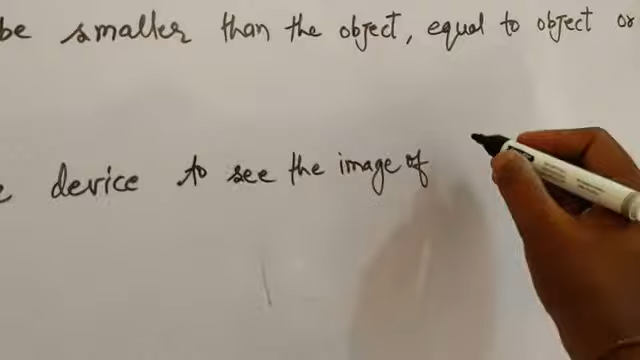 be smaller than the object, equal to object or
device to see the image of